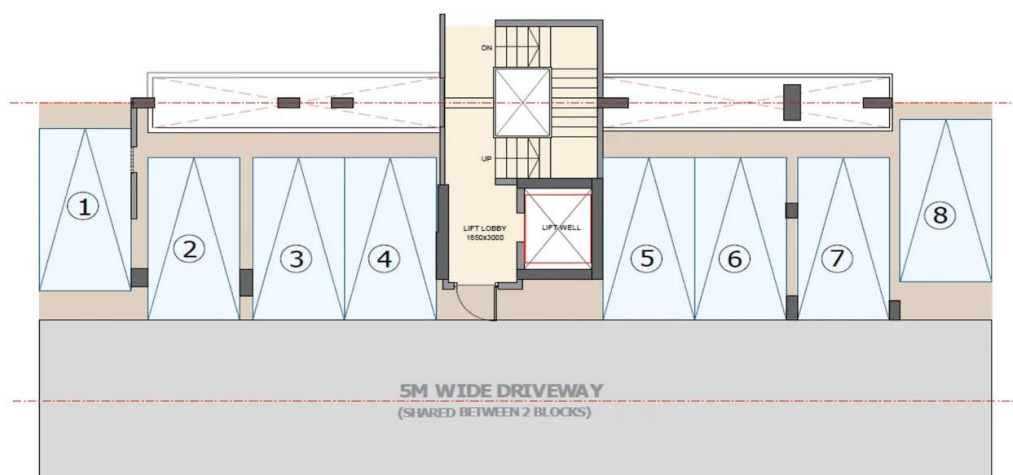 DN
UP
LIFT LOBBY
1650x3000
LIFT WELL
1
2
3
4
5
6
7
8
5M WIDE DRIVEWAY
(SHARED BETWEEN 2 BLOCKS)